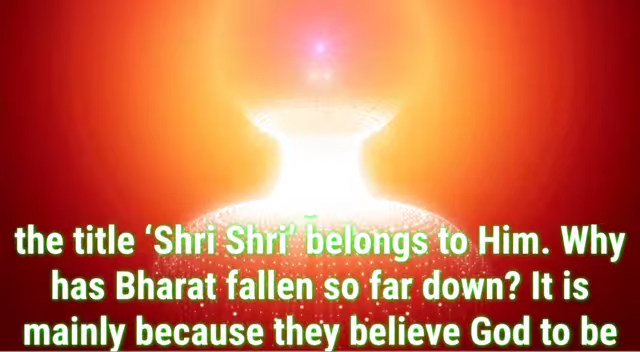 the title ‘Shri Shri’ belongs to Him. Why
has Bharat fallen so far down? It is
mainly because they believe God to be